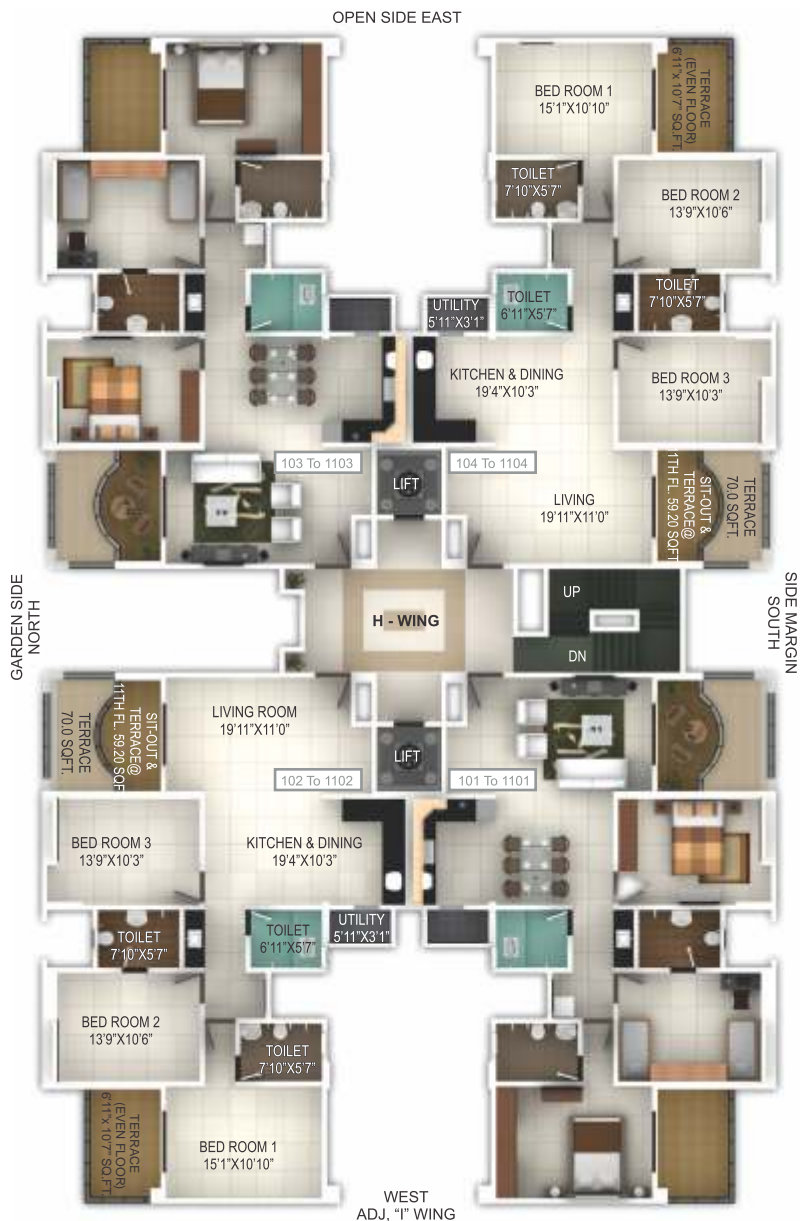 OPEN SIDE EAST
BED ROOM 1
15'1"X10'10"
TERRACE
(EVEN FLOOR)
6'11"x 10'7" SQ.FT.
TOILET
7'10"X5'7"
BED ROOM 2
13'9"X10'6"
UTILITY
5'11"X3'1"
TOILET
6'11"X5'7"
TOILET
7'10"X5'7"
KITCHEN & DINING
19'4"X10'3"
BED ROOM 3
13'9"X10'3"
103 To 1103
104 To 1104
LIFT
LIVING
19'11"X11'0"
TERRACE
70.0 SQFT.
SIT-OUT &
TERRACE@
11TH FL. 59.20 SQFT
GARDEN SIDE
NORTH
H - WING
UP
DN
SIDE MARGIN
SOUTH
SIT-OUT &
TERRACE@
11TH FL. 59.20 SQF
TERRACE
70.0 SQFT.
LIVING ROOM
19'11"X11'0"
LIFT
102 To 1102
101 To 1101
BED ROOM 3
13'9"X10'3"
KITCHEN & DINING
19'4"X10'3"
TOILET
7'10"X5'7"
TOILET
6'11"X5'7"
UTILITY
5'11"X3'1"
BED ROOM 2
13'9"X10'6"
TOILET
7'10"X5'7"
TERRACE
(EVEN FLOOR)
6'11"x 10'7" SQ.FT.
BED ROOM 1
15'1"X10'10"
WEST
ADJ, “I” WING